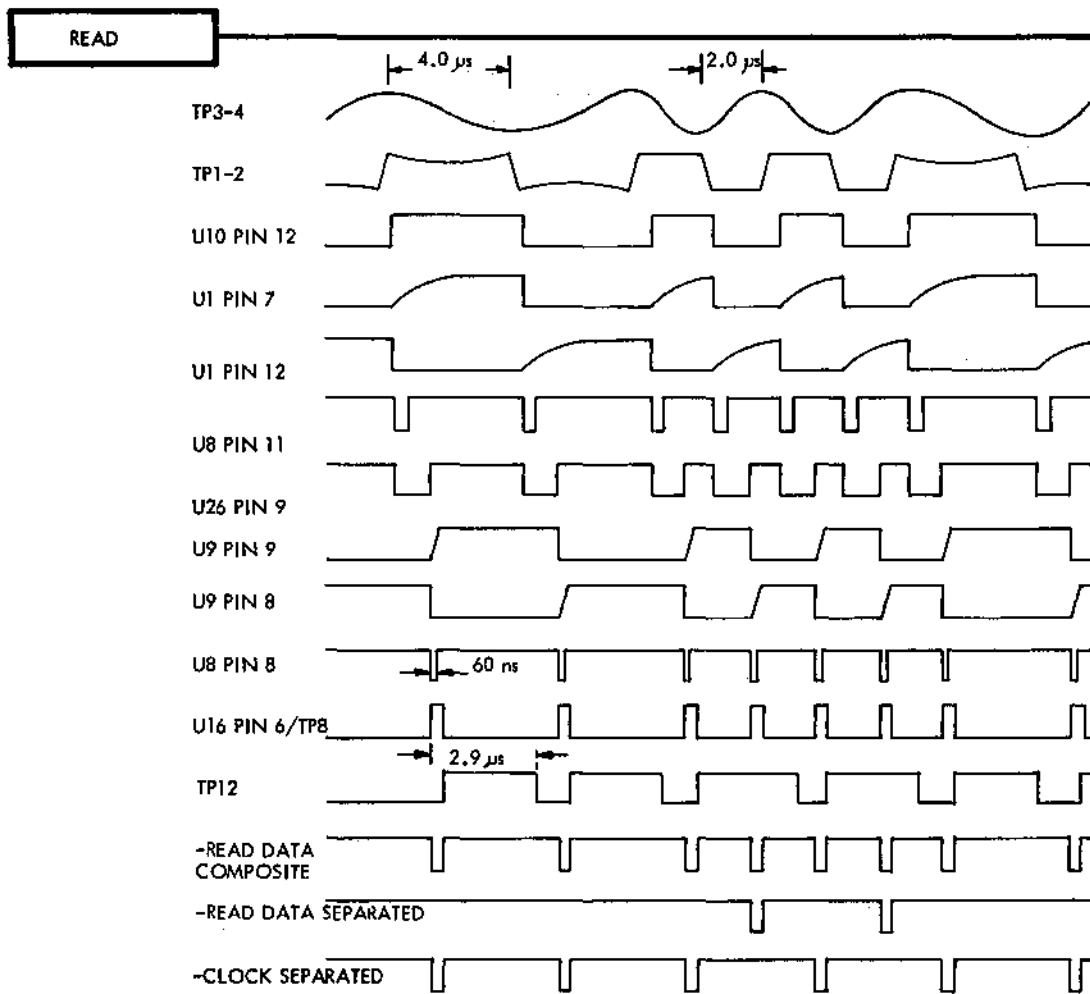 READ
4.0 µs
2.0 µs
TP3-4
TP1-2
U10 PIN 12
U1 PIN 7
U1 PIN 12
U8 PIN 11
U26 PIN 9
U9 PIN 9
U9 PIN 8
U8 PIN 8
60 ns
U16 PIN 6/TP8
2.9 µs
TP12
-READ DATA
COMPOSITE
-READ DATA SEPARATED
-CLOCK SEPARATED